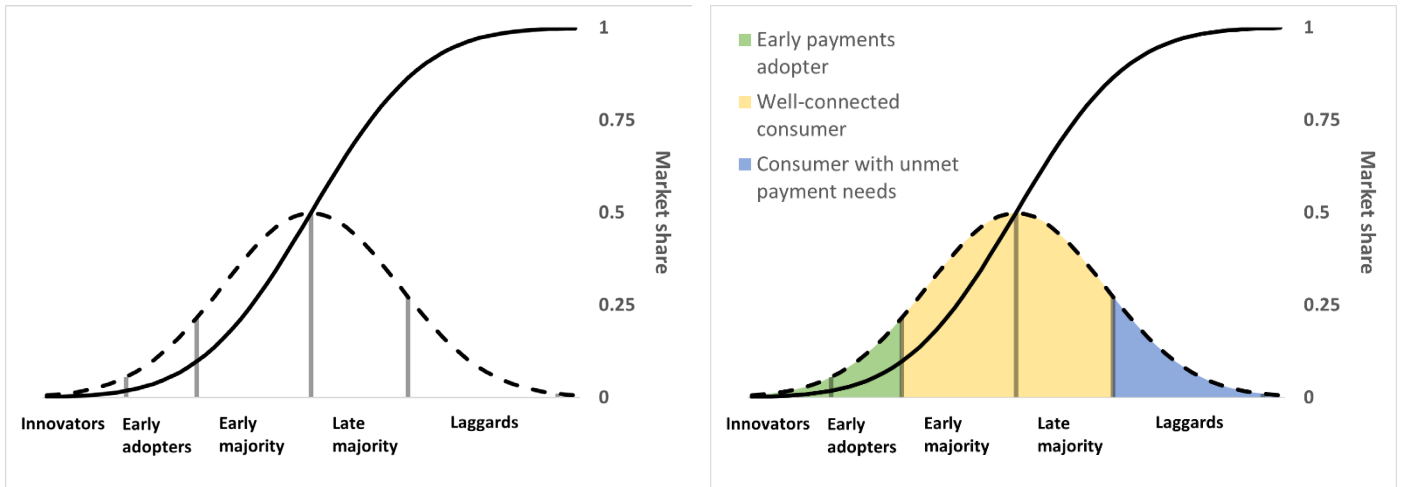 1
0.75
Market share
0.5
0.25
0
Innovators
Early
adopters
Early
majority
Late
majority
Laggards
Early payments
adopter
Well-connected
consumer
Consumer with unmet
payment needs
1
0.75
Market share
0.5
0.25
0
Innovators
Early
adopters
Early
majority
Late
majority
Laggards